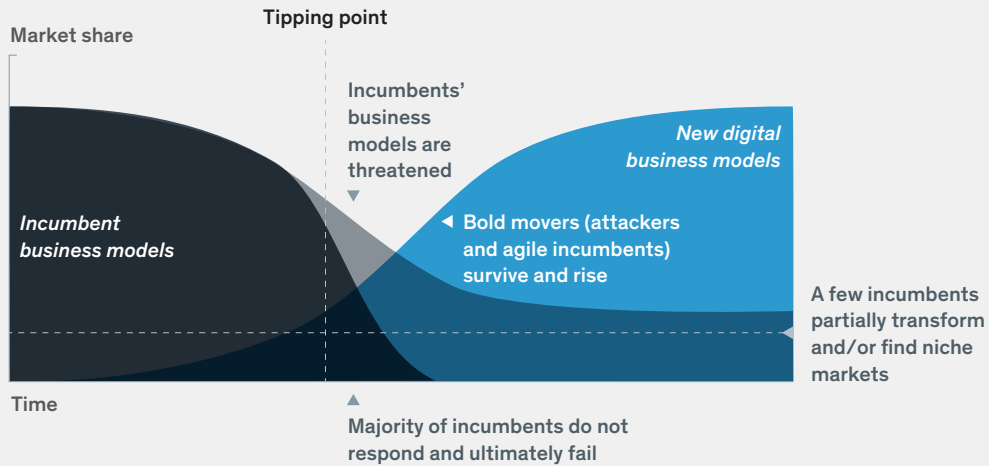 Tipping point
Market share
Incumbents’
business
models are
threatened
New digital
business models
Incumbent
business models
Bold movers (attackers
and agile incumbents)
survive and rise
A few incumbents
partially transform
and/or find niche
markets
Time
Majority of incumbents do not
respond and ultimately fail